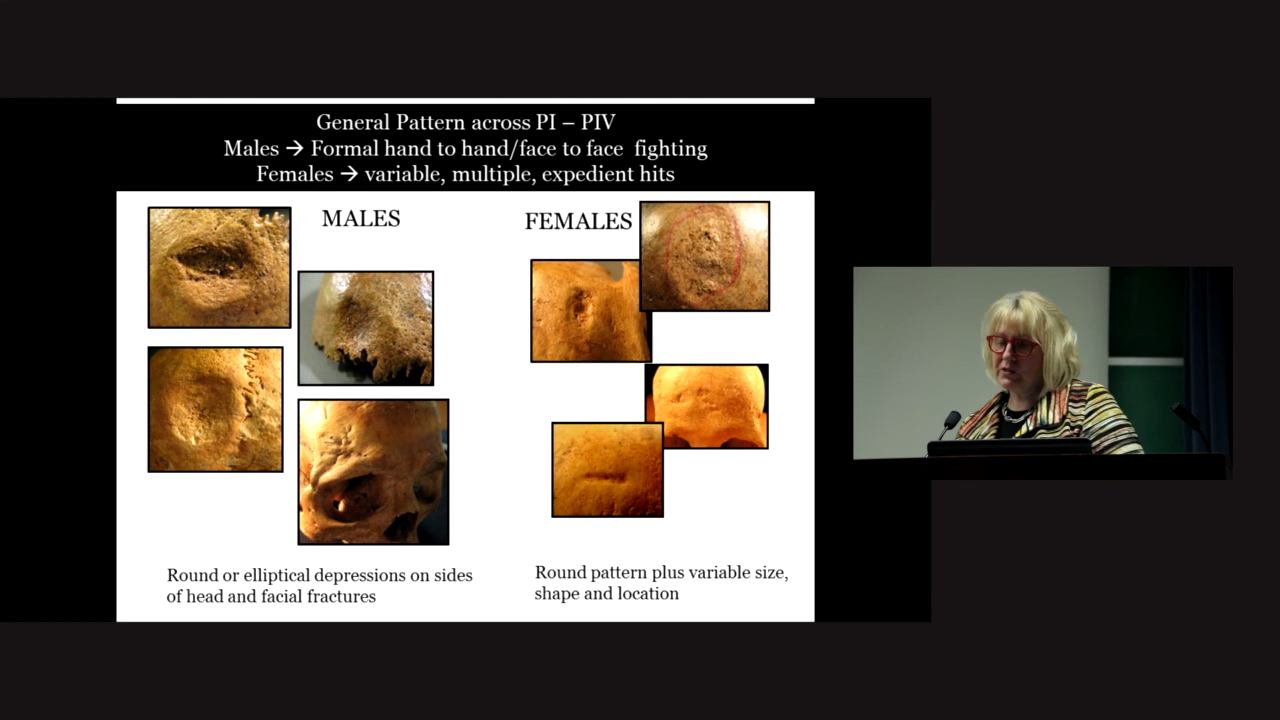 General Pattern across PI – PIV
Males → Formal hand to hand/face to face fighting
Females → variable, multiple, expedient hits
MALES
FEMALES
Round or elliptical depressions on sides
of head and facial fractures
Round pattern plus variable size,
shape and location